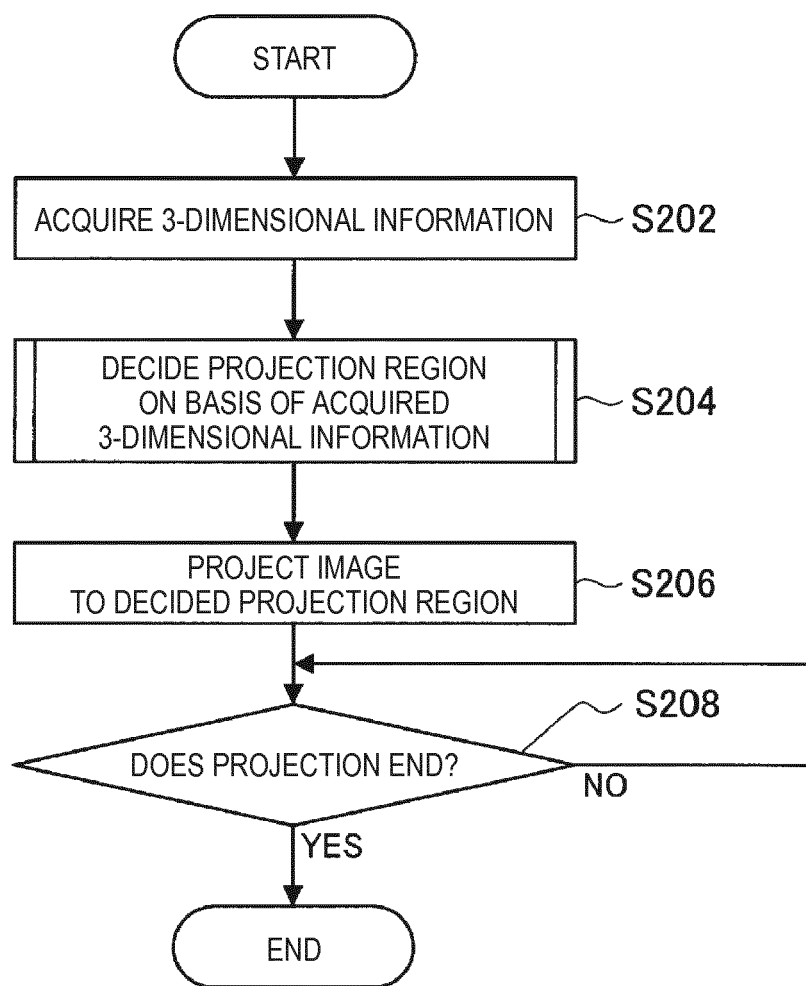 START
ACQUIRE 3-DIMENSIONAL INFORMATION
S202
DECIDE PROJECTION REGION
ON BASIS OF ACQUIRED
3-DIMENSIONAL INFORMATION
S204
PROJECT IMAGE
TO DECIDED PROJECTION REGION
S206
S208
DOES PROJECTION END?
NO
YES
END